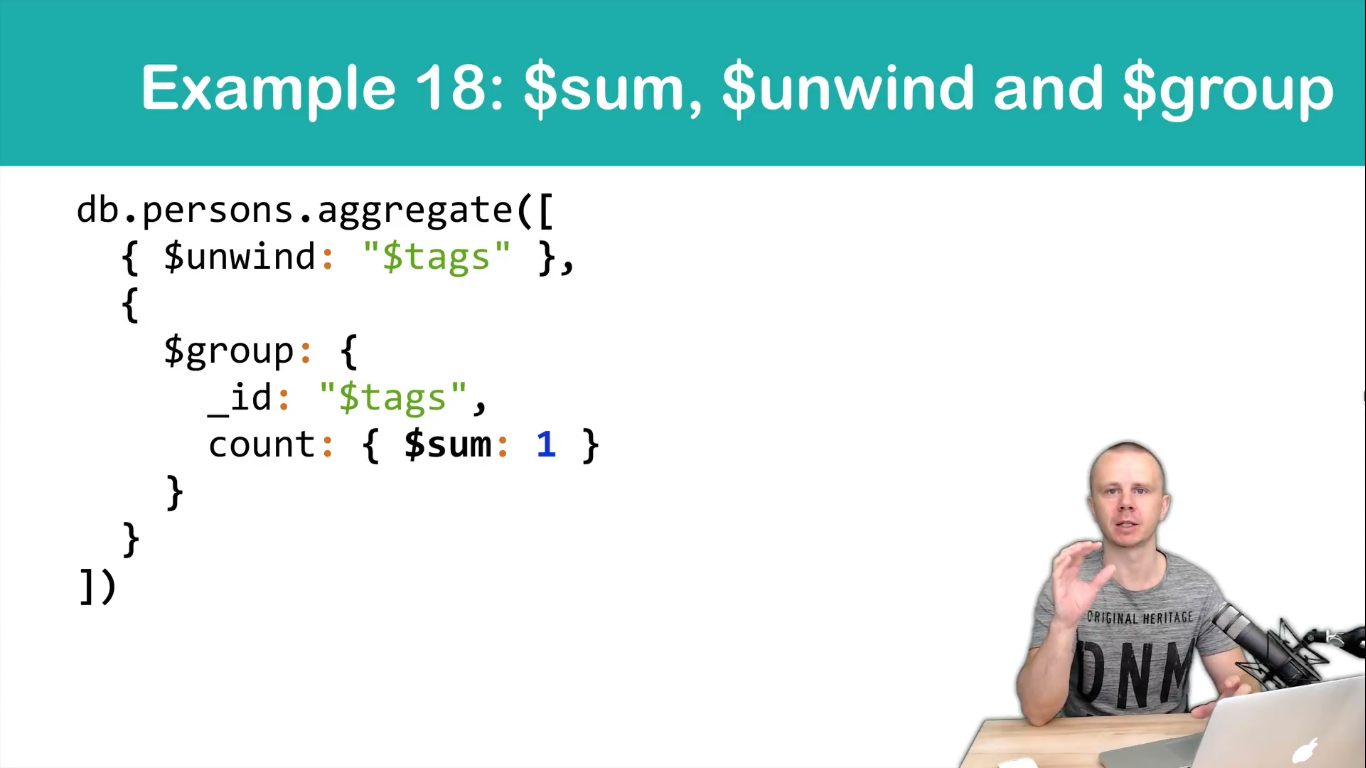 Example 18: $sum, $unwind and $group
db.persons.aggregate([
{ $unwind: "$tags" },
{
$group: {
_id: "$tags",
count: { $sum: 1 }
}
}
])
ORIGINAL HERITAGE
DNM